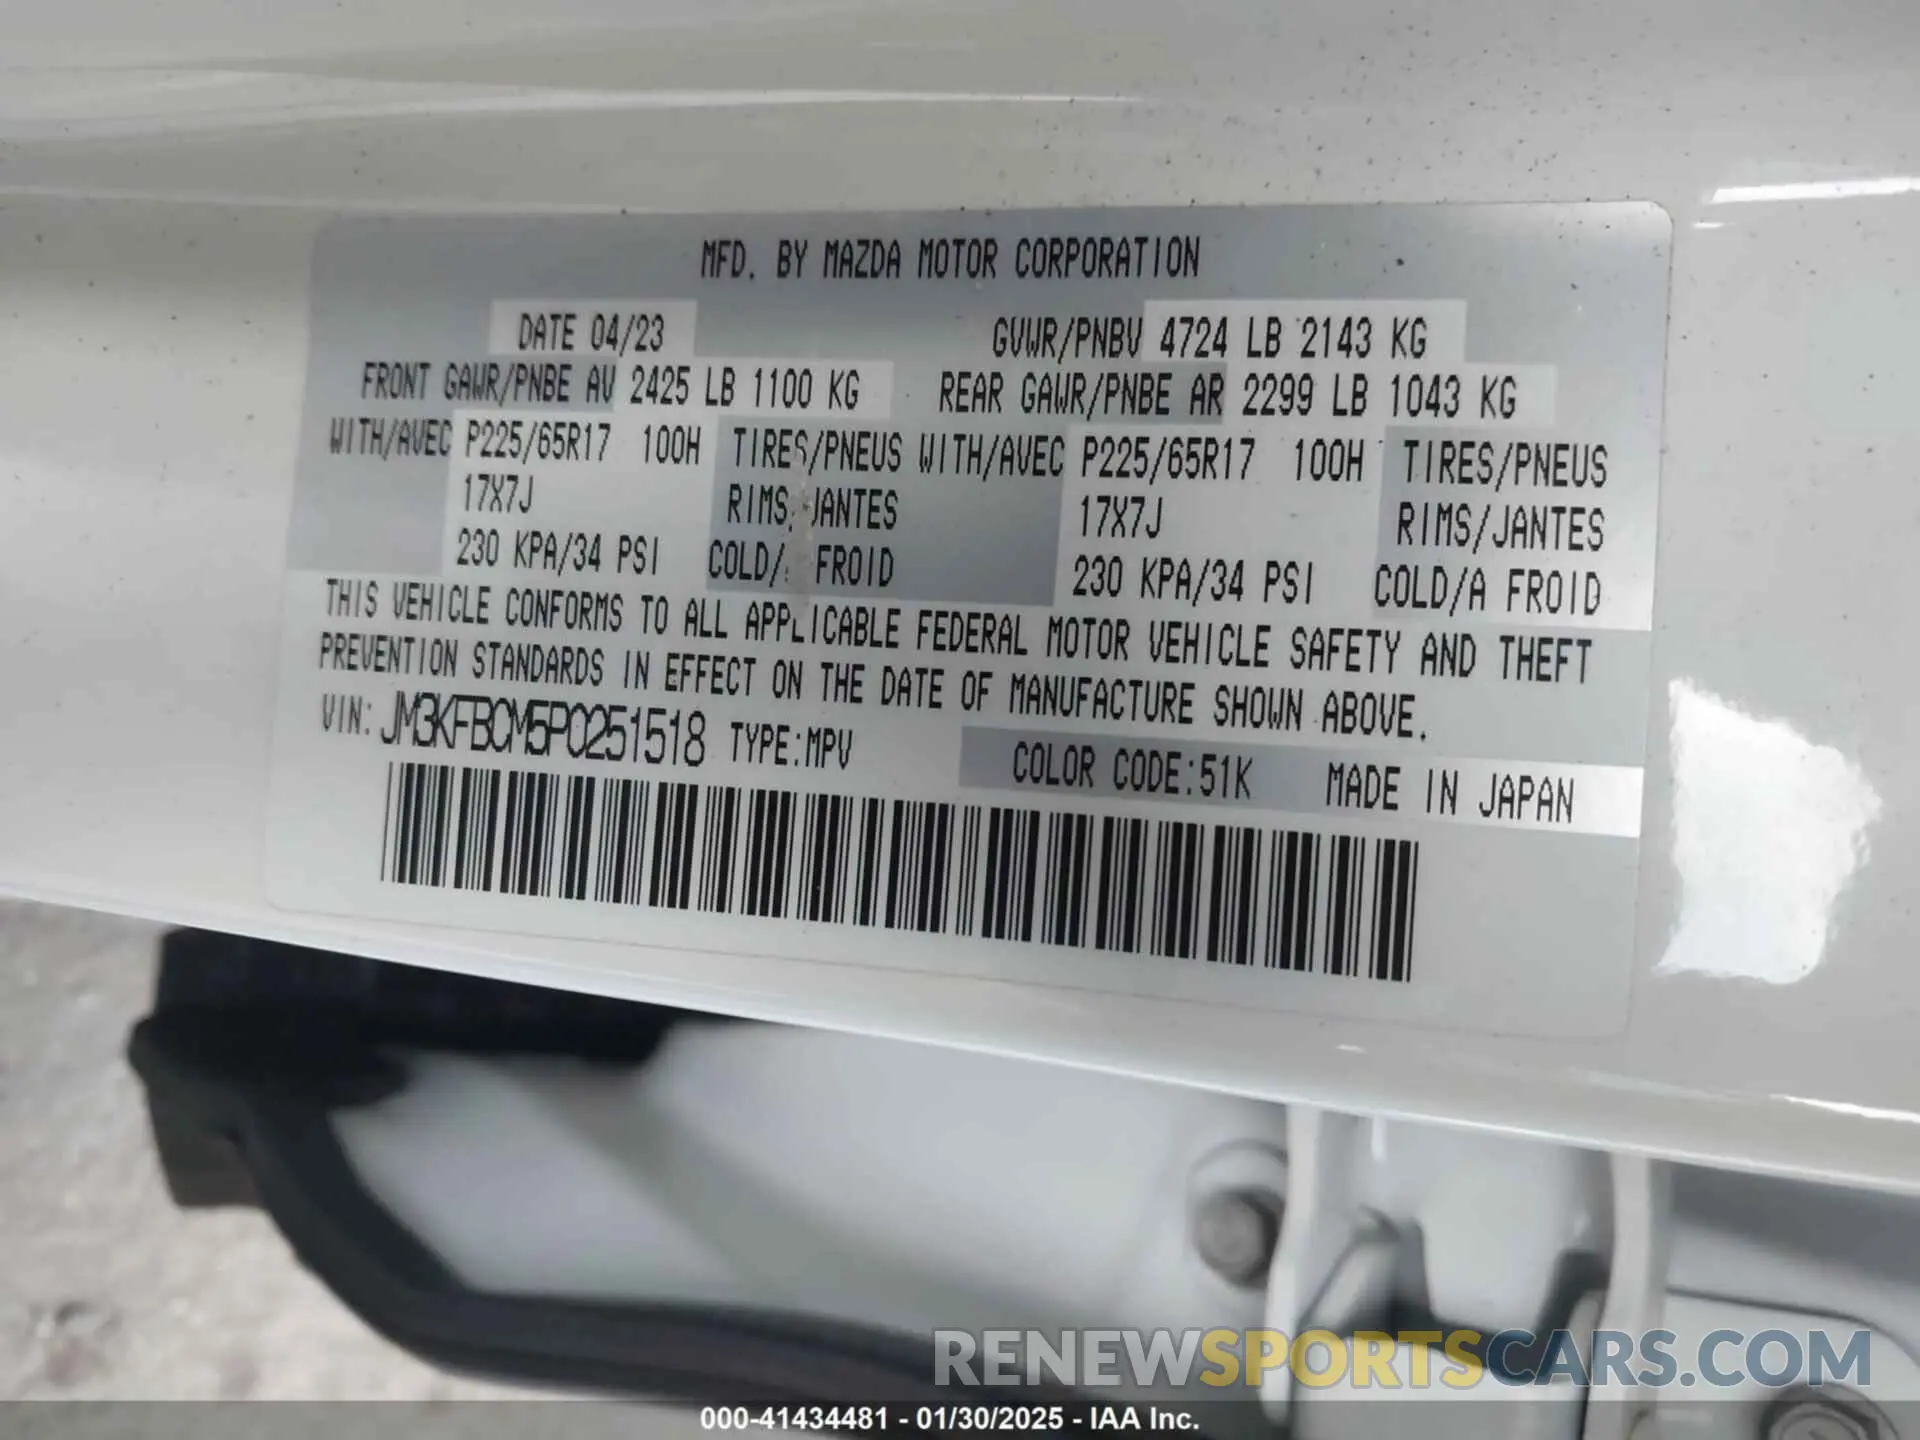 MFD. BY MAZDA MOTOR CORPORATION
DATE 04/23 GVWR/PNBV 4724 LB 2143 KG
FRONT GAWR/PNBE AV 2425 LB 1100 KG REAR GAWR/PNBE AR 2299 LB 1043 KG
WITH/AVEC P225/65R17 100H TIRES/PNEUS WITH/AVEC P225/65R17 100H TIRES/PNEUS
17X7J RIMS/JANTES 17X7J RIMS/JANTES
230 KPA/34 PSI COLD/A FROID 230 KPA/34 PSI COLD/A FROID
THIS VEHICLE CONFORMS TO ALL APPLICABLE FEDERAL MOTOR VEHICLE SAFETY AND THEFT
PREVENTION STANDARDS IN EFFECT ON THE DATE OF MANUFACTURE SHOWN ABOVE.
VIN: JM3KFBCM5P0251518 TYPE:MPV COLOR CODE:51K MADE IN JAPAN
RENEWSPORTSCARS.COM
000-41434481 - 01/30/2025 - IAA Inc.